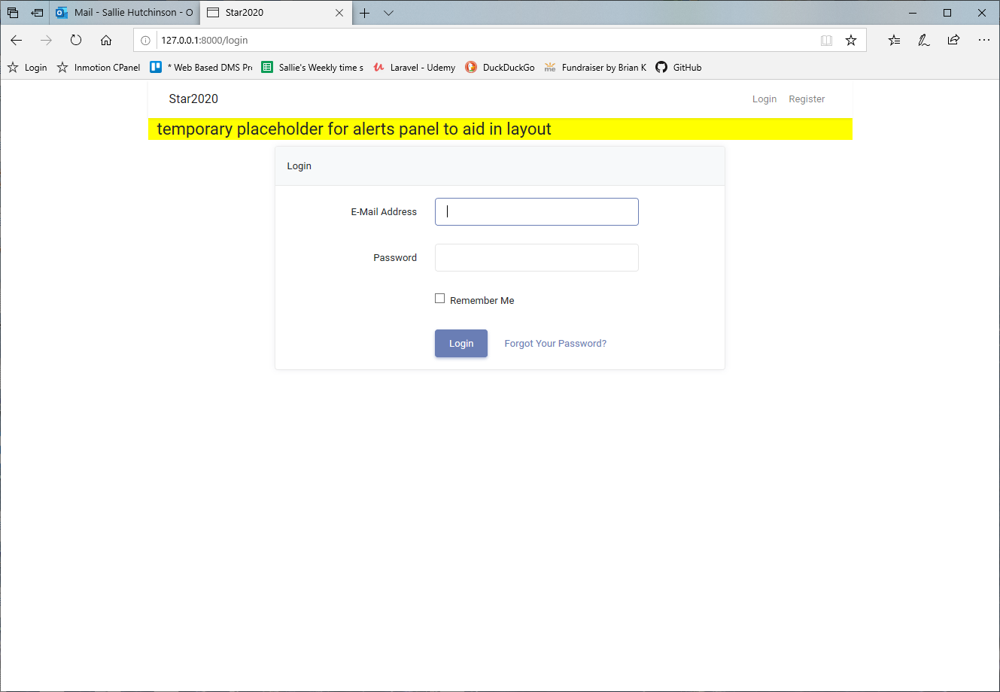 Mail - Sallie Hutchinson - O
Star2020
127.0.0.1:8000/login
Login
Inmotion CPanel
* Web Based DMS Pr
Sallie's Weekly time s
Laravel - Udemy
DuckDuckGo
me
Fundraiser by Brian K
GitHub
Star2020
Login
Register
temporary placeholder for alerts panel to aid in layout
Login
E-Mail Address
Password
Remember Me
Login
Forgot Your Password?